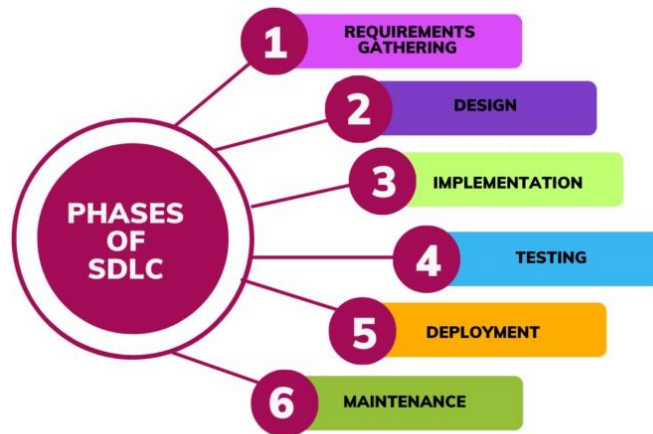 PHASES
OF
SDLC
1
REQUIREMENTS
GATHERING
2
DESIGN
3
IMPLEMENTATION
4
TESTING
5
DEPLOYMENT
6
MAINTENANCE